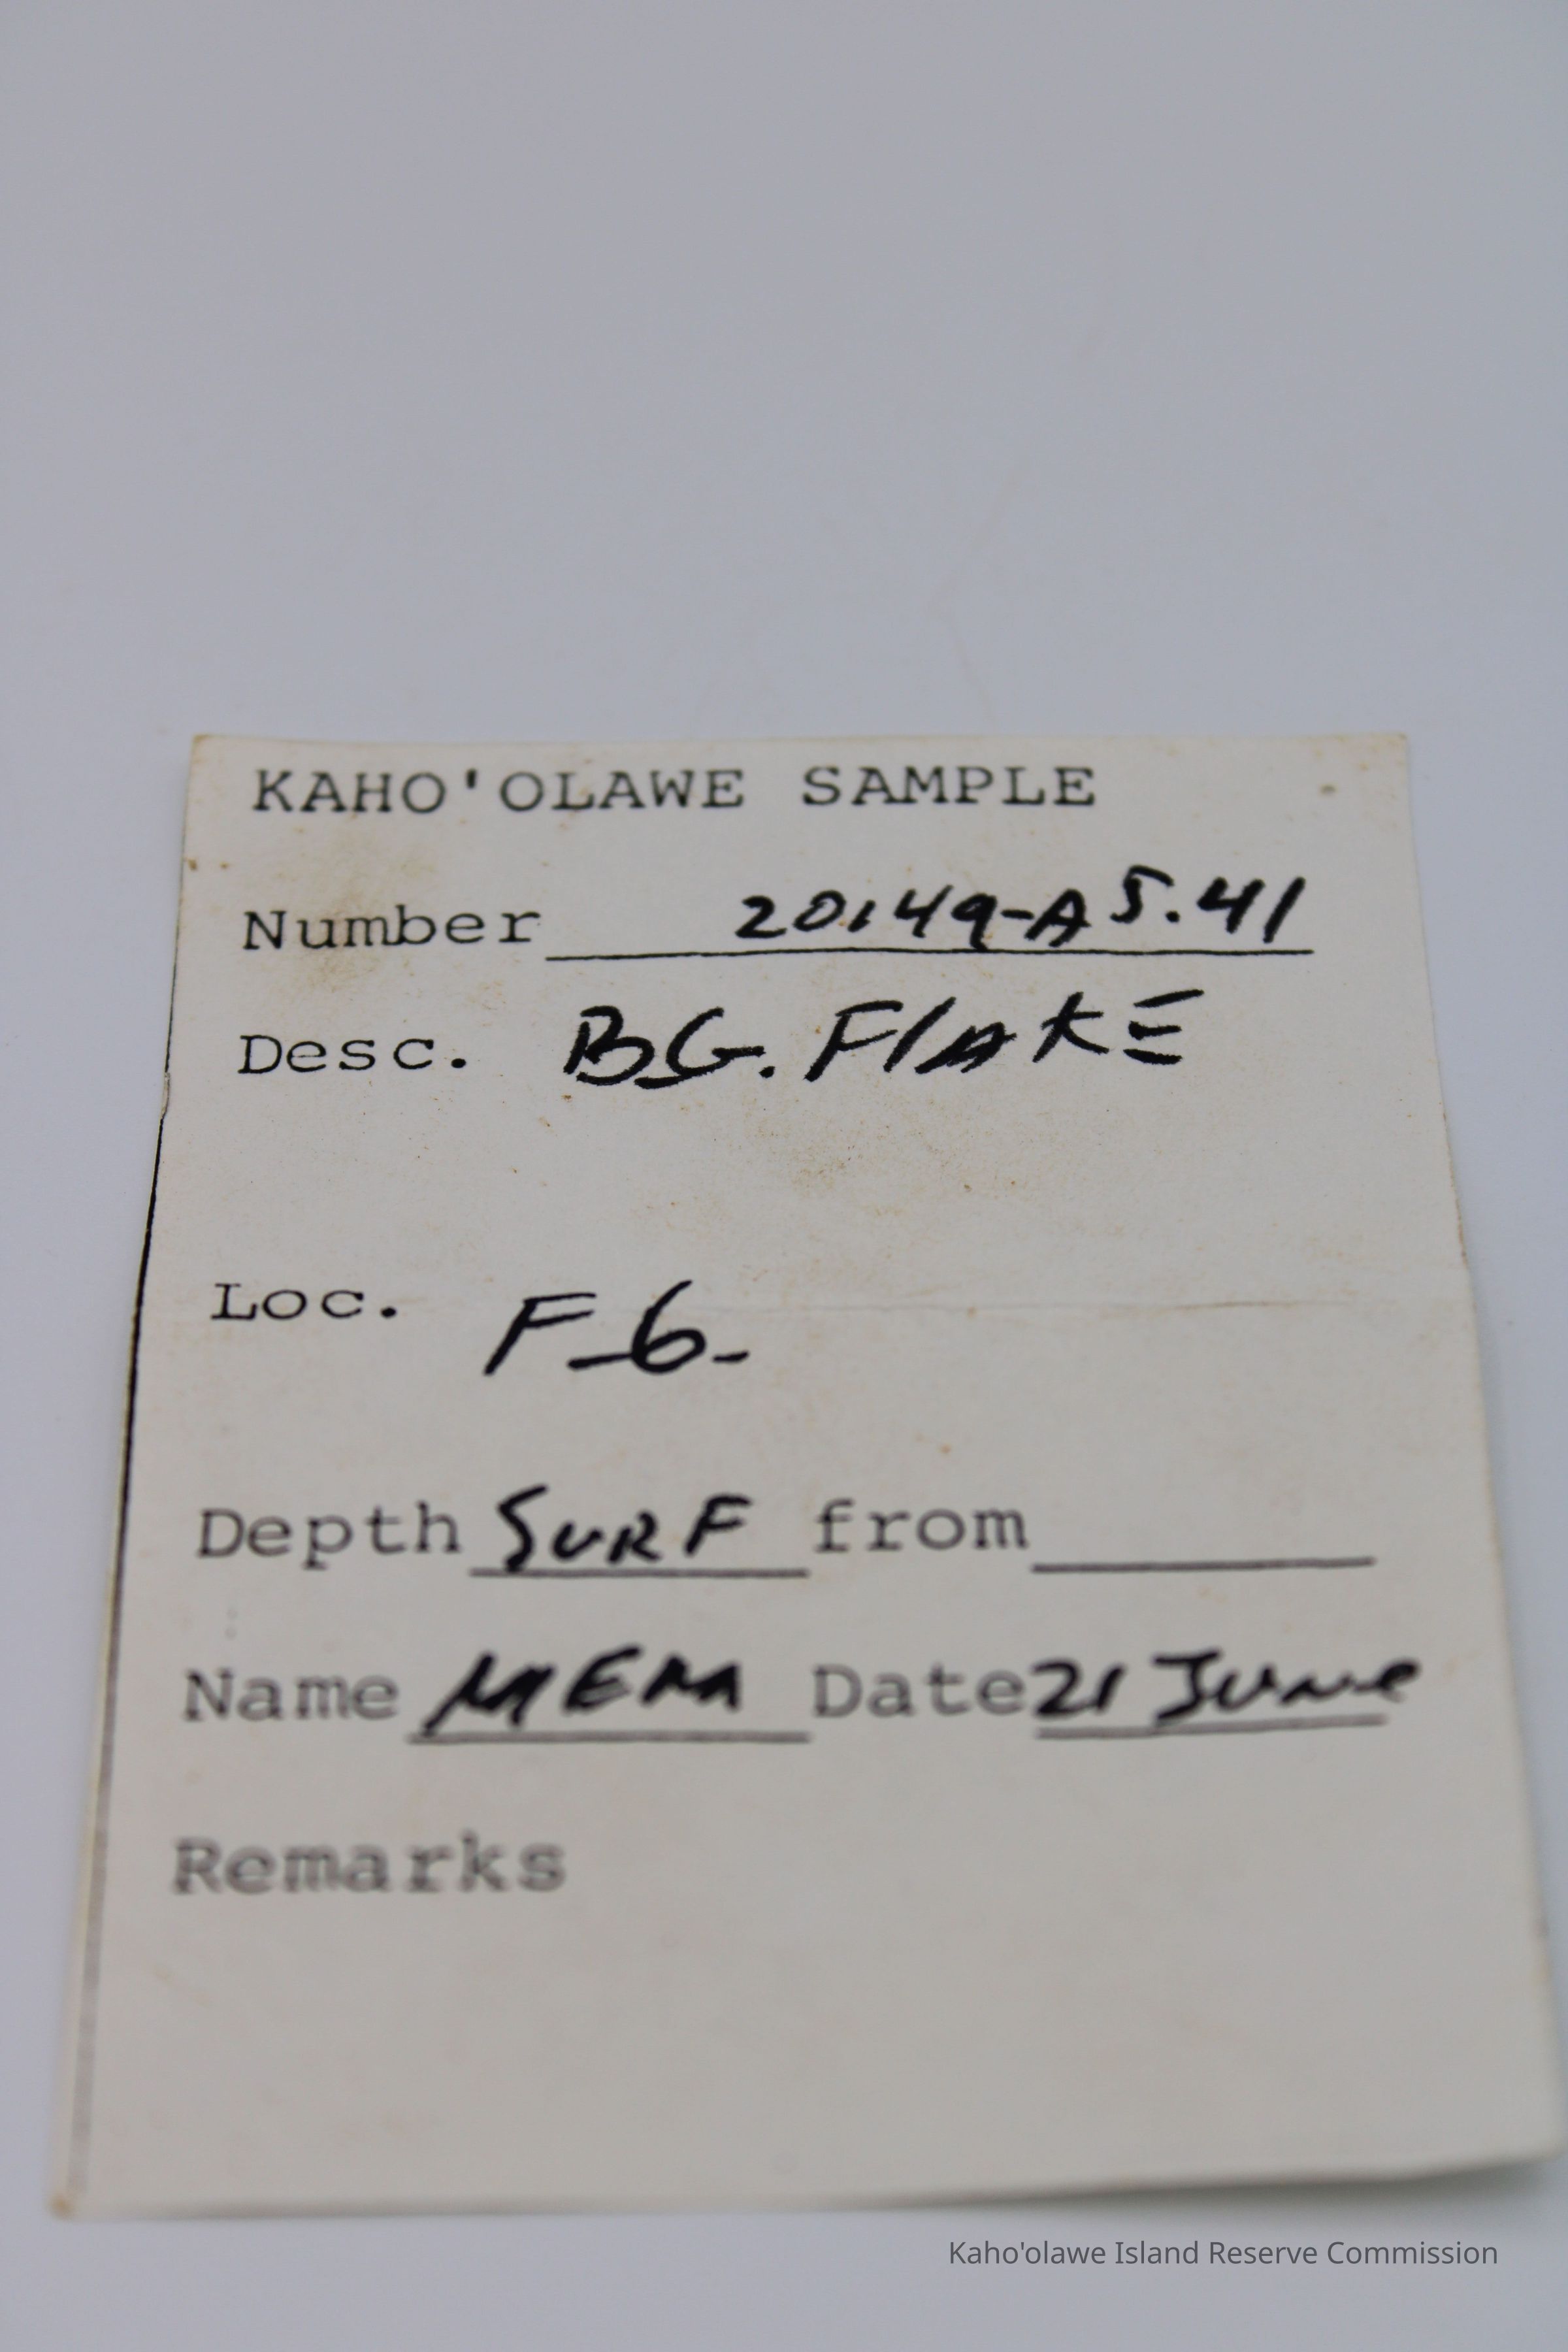 KAHO'OLAWE SAMPLE
Number 20149-A5.41
Desc. BG. FlAKE
Loc. F-6-
Depth SURF from
Name MEM Date 21 June
Remarks
Kaho'olawe Island Reserve Commission